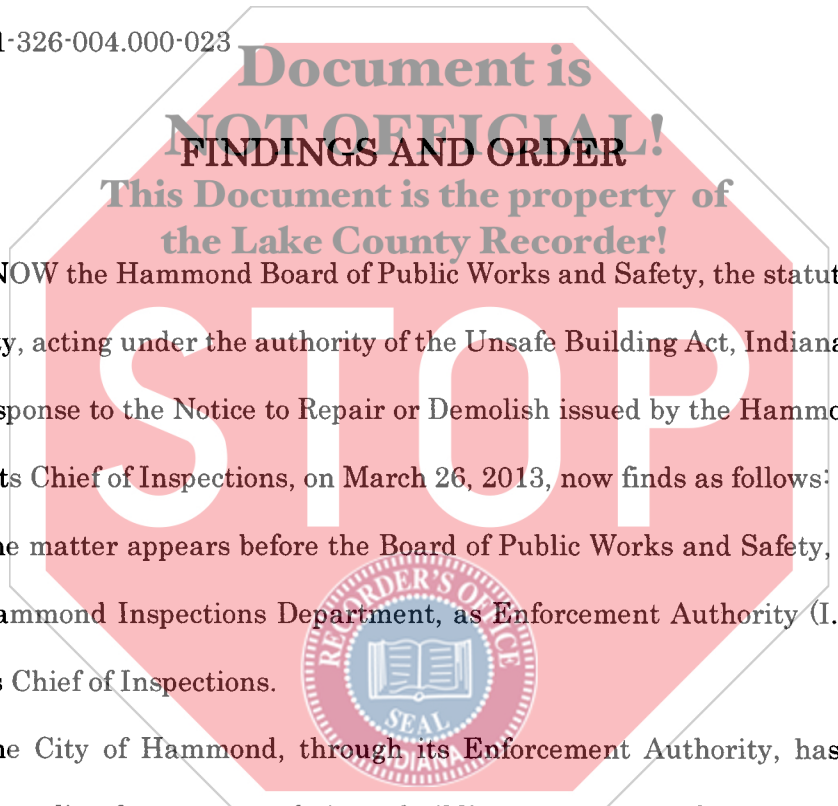 1-326-004.000-023
Document is
NOT OFFICIAL!
FINDINGS AND ORDER
This Document is the property of
the Lake County Recorder!
NOW the Hammond Board of Public Works and Safety, the statut
y, acting under the authority of the Unsafe Building Act, Indiana
sponse to the Notice to Repair or Demolish issued by the Hammo
ts Chief of Inspections, on March 26, 2013, now finds as follows:
STOP
he matter appears before the Board of Public Works and Safety,
ammond Inspections Department, as Enforcement Authority (I.
s Chief of Inspections.
RECORDER'S OFFICE
SEAL
INDIANA
he City of Hammond, through its Enforcement Authority, has